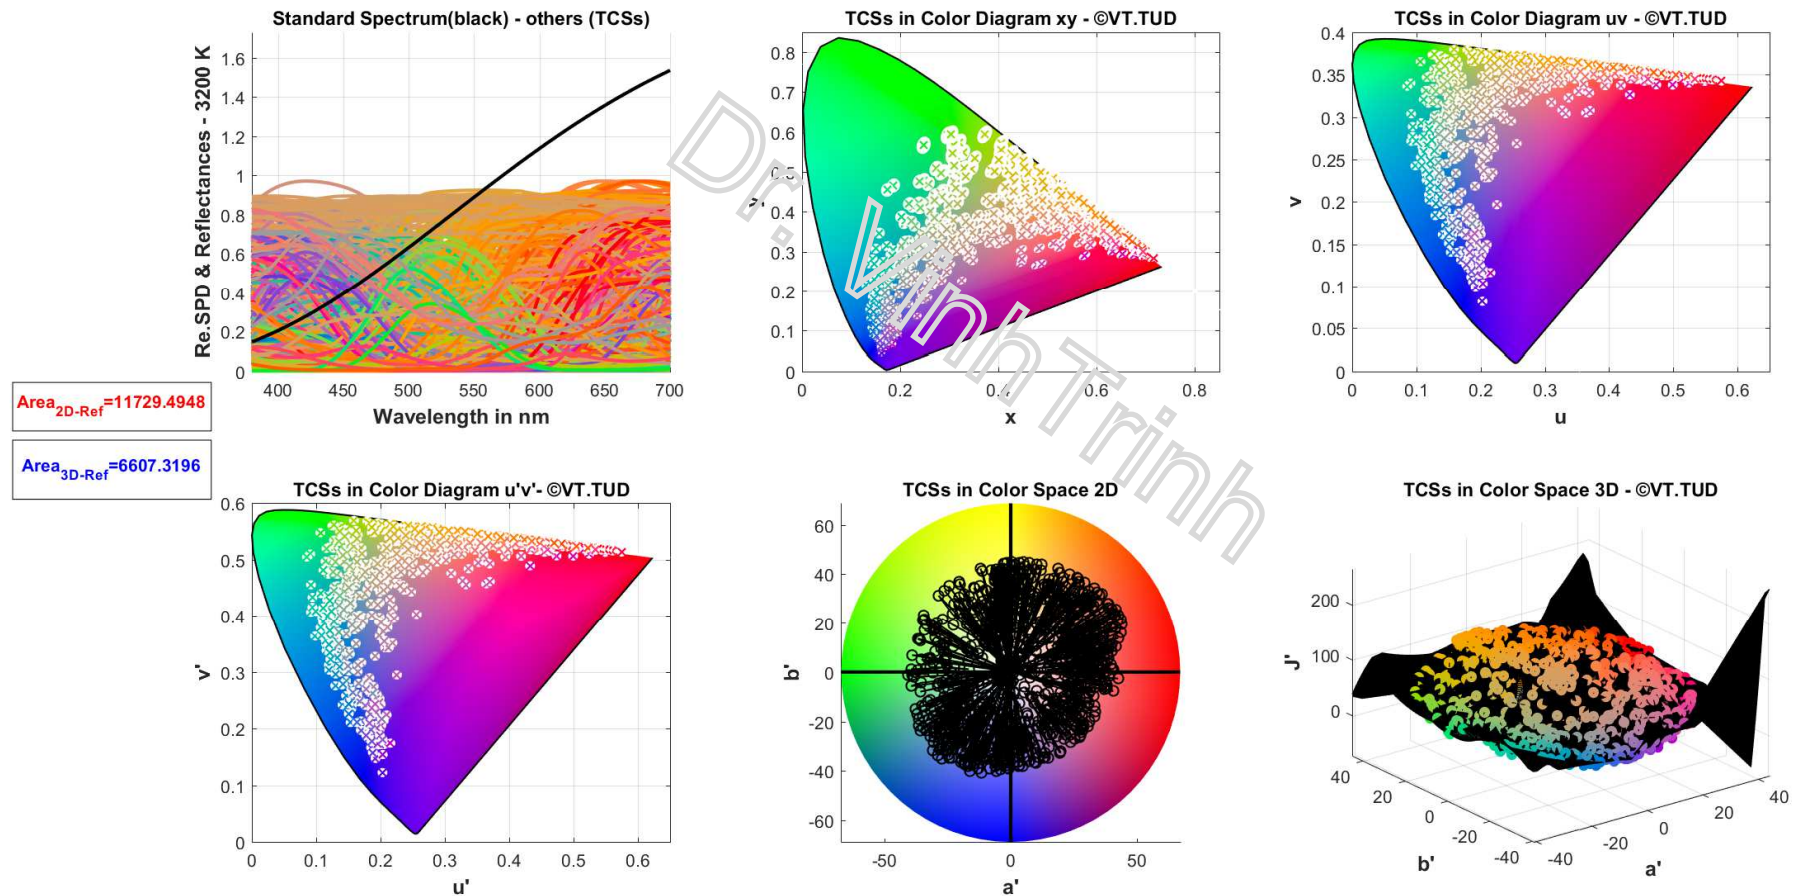 Standard Spectrum(black) - others (TCSs)
Re.SPD & Reflectances - 3200 K
1.6
1.4
1.2
1
0.8
0.6
0.4
0.2
0
400 450 500 550 600 650 700
Wavelength in nm
TCSs in Color Diagram xy - ©VT.TUD
0.8
0.7
0.6
0.5
0.4
0.3
0.2
0.1
0
0 0.2 0.4 0.6 0.8
x
y
TCSs in Color Diagram uv - ©VT.TUD
0.4
0.35
0.3
0.25
0.2
0.15
0.1
0.05
0
0 0.1 0.2 0.3 0.4 0.5 0.6
u
v
Area2D-Ref=11729.4948
Area3D-Ref=6607.3196
TCSs in Color Diagram u'v'- ©VT.TUD
0.6
0.5
0.4
0.3
0.2
0.1
0
0 0.1 0.2 0.3 0.4 0.5 0.6
u'
v'
TCSs in Color Space 2D
60
40
20
0
-20
-40
-60
-50 0 50
a'
b'
TCSs in Color Space 3D - ©VT.TUD
200
100
0
J'
40
20
0
-20
-40
b'
-40
-20
0
20
40
a'
Dr. VinhTrinh